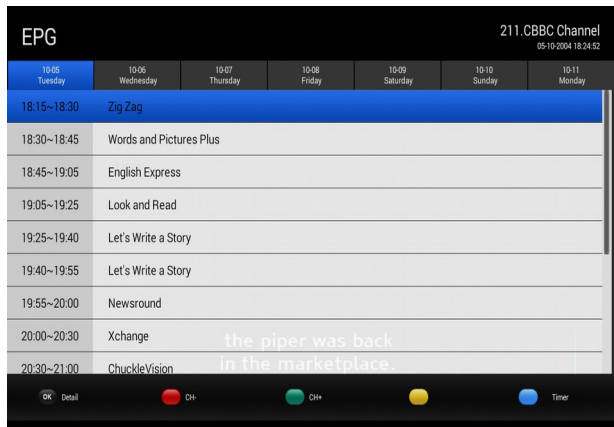 EPG
211.CBBC Channel
05-10-2004 18:24:52
10-05 10-06 10-07 10-08 10-09 10-10 10-11
Tuesday Wednesday Thursday Friday Saturday Sunday Monday
18:15~18:30 Zig Zag
18:30~18:45 Words and Pictures Plus
18:45~19:05 English Express
19:05~19:25 Look and Read
19:25~19:40 Let's Write a Story
19:40~19:55 Let's Write a Story
19:55~20:00 Newsround
20:00~20:30 Xchange
the piper was back
20:30~21:00 ChuckleVision
in the marketplace.
OK Detail CH- CH+ Timer